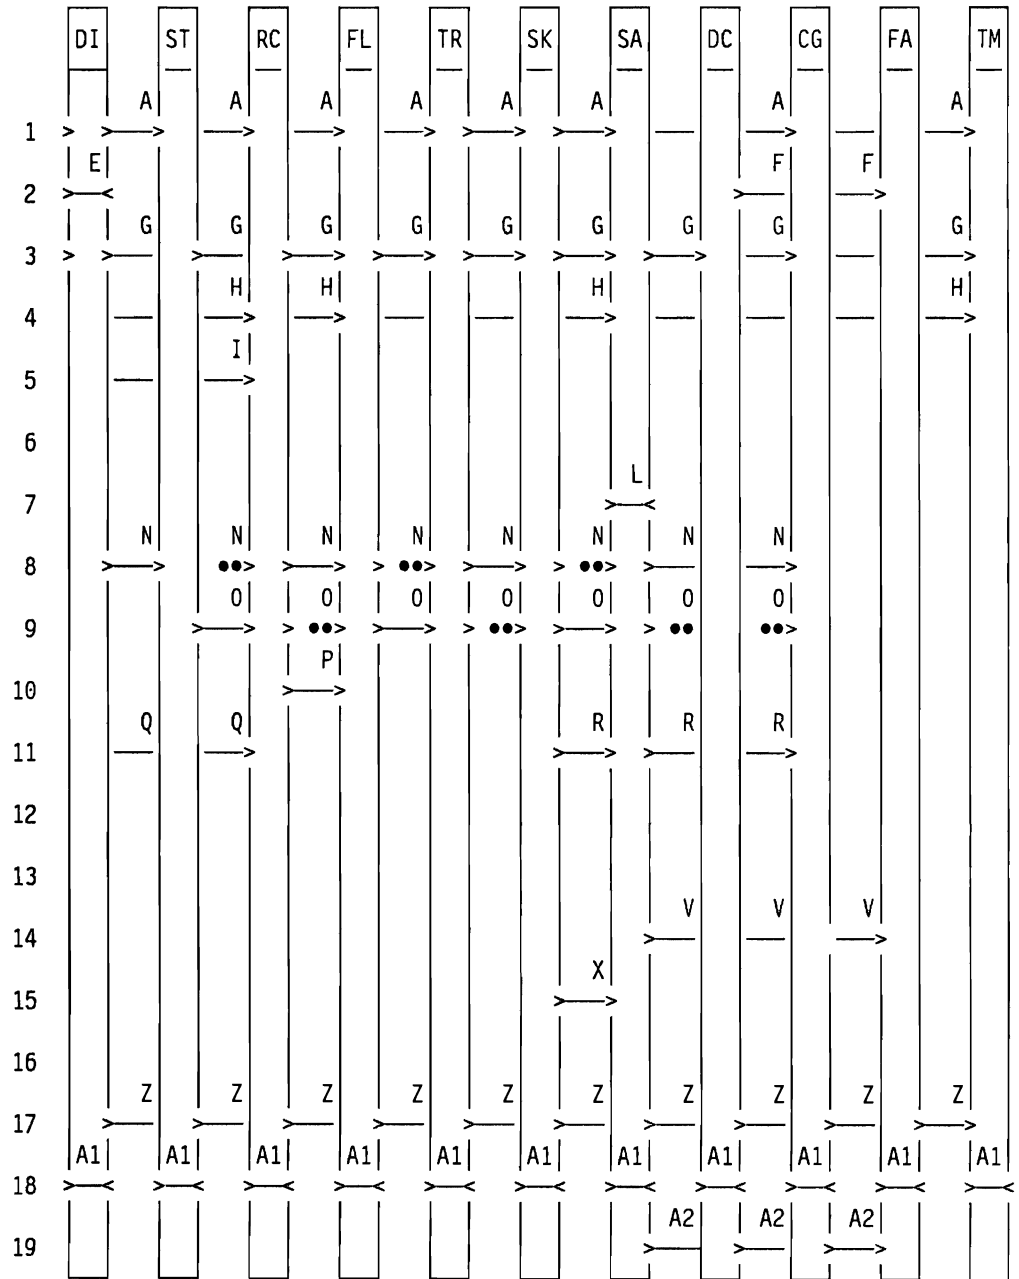 DI ST RC FL TR SK SA DC CG FA TM
A A A A A A A A
1
E F F
2
G G G G G G G G G
3
H H H H
4
I
5
6
L
7
N N N N N N N N
8
O O O O O O O
9
P
10
Q Q R R R
11
12
13
V V V
14
X
15
16
Z Z Z Z Z Z Z Z Z Z
17
A1 A1 A1 A1 A1 A1 A1 A1 A1 A1 A1
18
A2 A2 A2
19